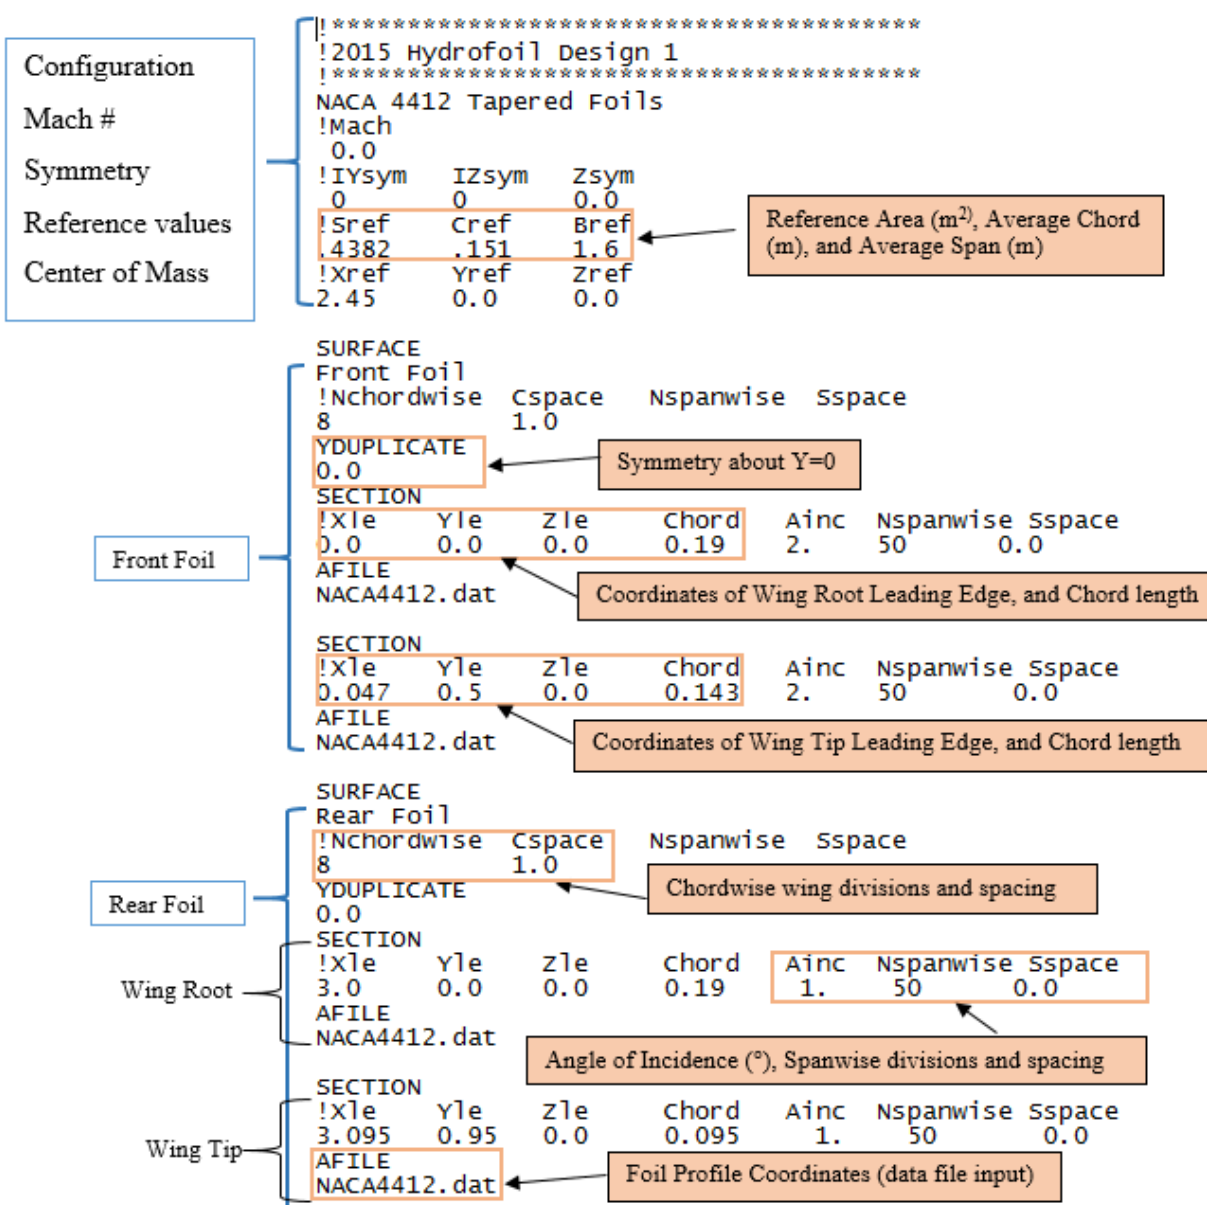 Configuration
Mach #
Symmetry
Reference values
Center of Mass
!***************************************
!2015 Hydrofoil Design 1
!***************************************
NACA 4412 Tapered Foils
!Mach
0.0
!IYsym IZsym Zsym
0 0 0.0
!Sref Cref Bref
.4382 .151 1.6
!Xref Yref Zref
2.45 0.0 0.0
Reference Area (m²), Average Chord
(m), and Average Span (m)
SURFACE
Front Foil
!Nchordwise Cspace Nspanwise Sspace
8 1.0
YDUPLICATE
0.0
Symmetry about Y=0
SECTION
!Xle Yle Zle Chord Ainc Nspanwise Sspace
0.0 0.0 0.0 0.19 2. 50 0.0
AFILE
NACA4412.dat
Coordinates of Wing Root Leading Edge, and Chord length
Front Foil
SECTION
!Xle Yle Zle Chord Ainc Nspanwise Sspace
0.047 0.5 0.0 0.143 2. 50 0.0
AFILE
NACA4412.dat
Coordinates of Wing Tip Leading Edge, and Chord length
SURFACE
Rear Foil
!Nchordwise Cspace Nspanwise Sspace
8 1.0
YDUPLICATE
0.0
Chordwise wing divisions and spacing
Rear Foil
SECTION
!Xle Yle Zle Chord Ainc Nspanwise Sspace
3.0 0.0 0.0 0.19 1. 50 0.0
AFILE
NACA4412.dat
Wing Root
Angle of Incidence (°), Spanwise divisions and spacing
SECTION
!Xle Yle Zle Chord Ainc Nspanwise Sspace
3.095 0.95 0.0 0.095 1. 50 0.0
AFILE
NACA4412.dat
Wing Tip
Foil Profile Coordinates (data file input)